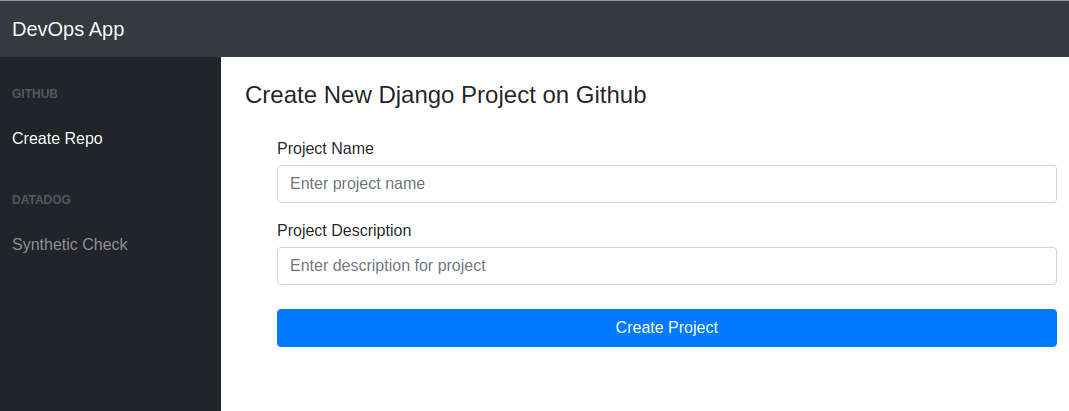 DevOps App
GITHUB
Create Repo
DATADOG
Synthetic Check
Create New Django Project on Github
Project Name
Enter project name
Project Description
Enter description for project
Create Project